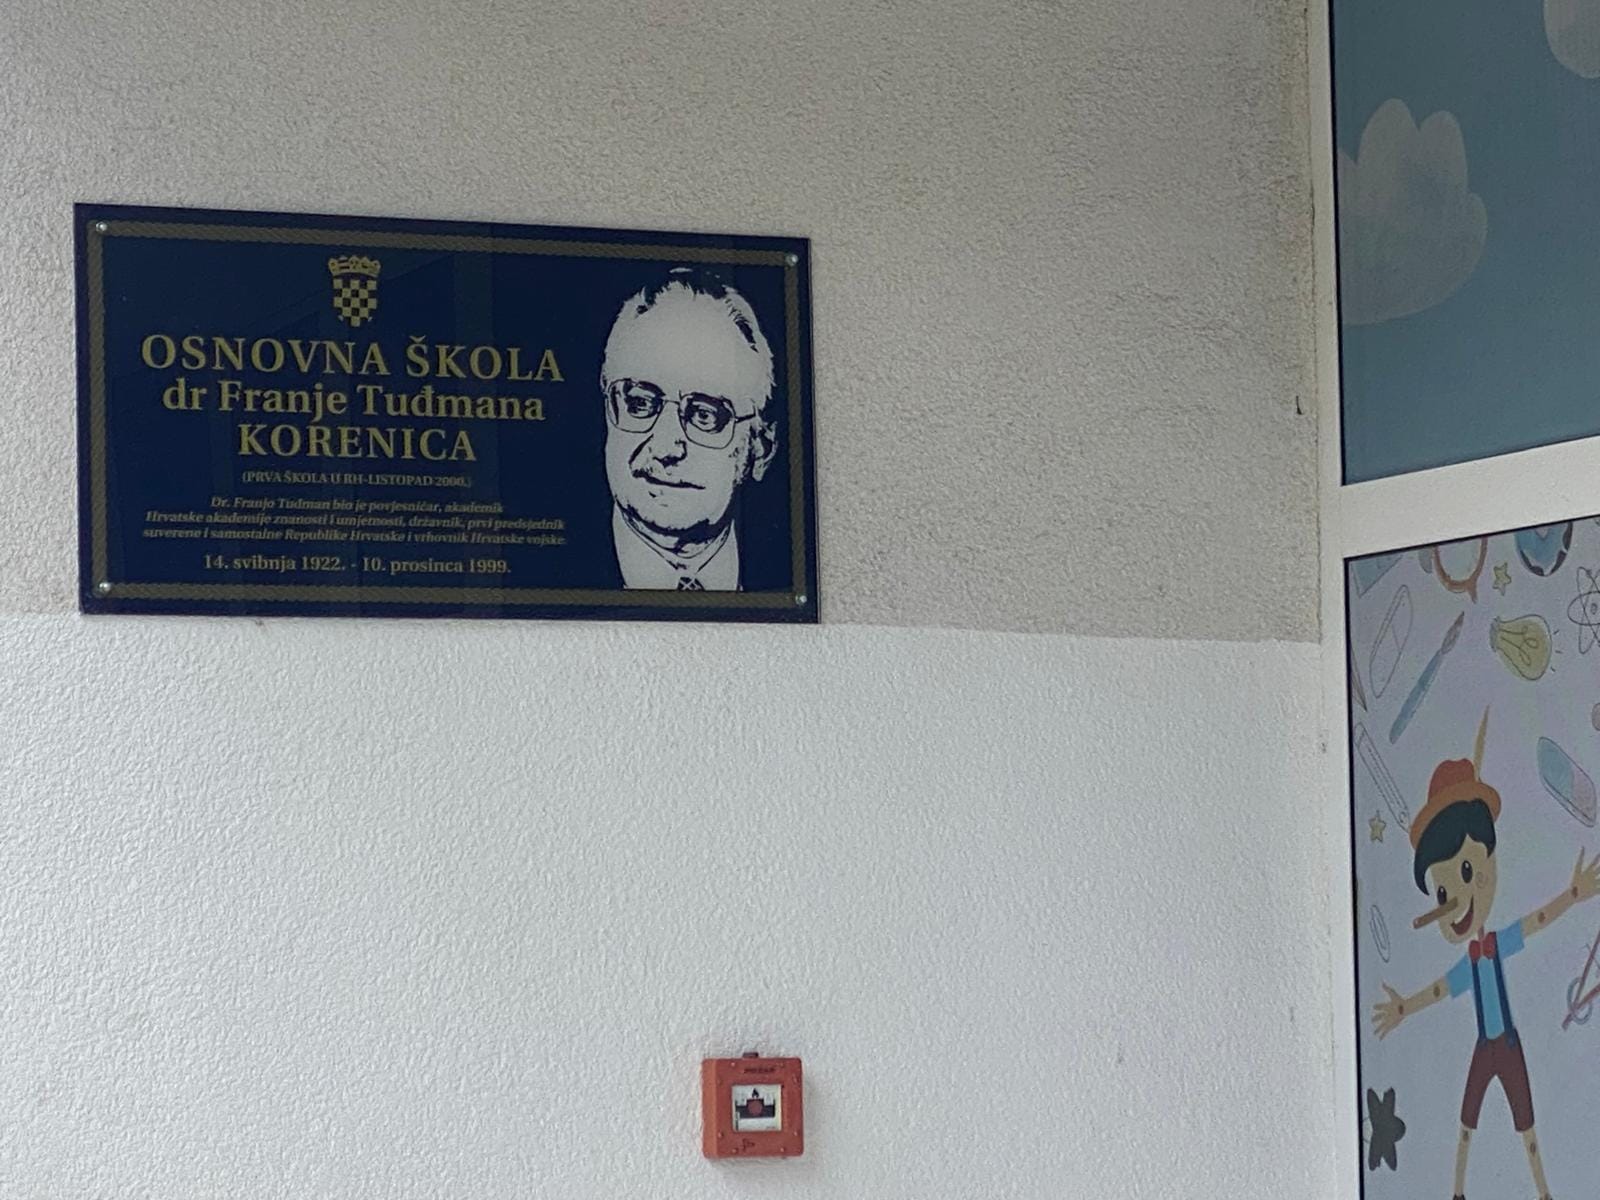 OSNOVNA ŠKOLA
dr Franje Tuđmana
KORENICA
(PRVA ŠKOLA U RH-LISTOPAD 2000.)
Dr. Franjo Tuđman bio je povjesničar, akademik
Hrvatske akademije znanosti i umjetnosti, državnik, prvi predsjednik
suverene i samostalne Republike Hrvatske i vrhovnik Hrvatske vojske.
14. svibnja 1922. - 10. prosinca 1999.